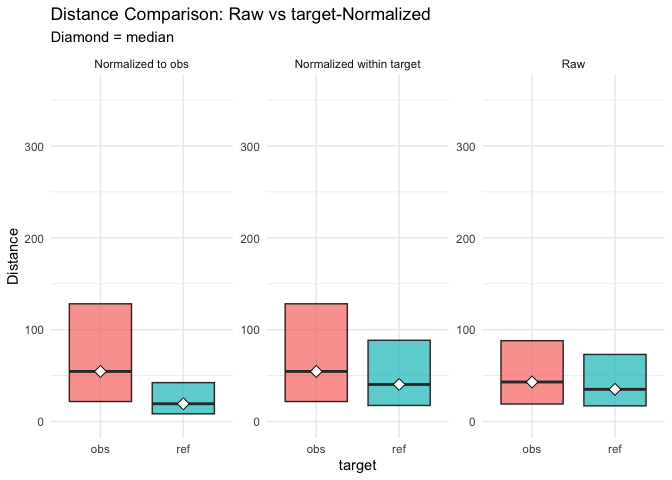 Distance Comparison: Raw vs target-Normalized
Diamond = median
Normalized to obs
Normalized within target
Raw
Distance
300
200
100
0
300
200
100
0
300
200
100
0
obs
ref
obs
ref
obs
ref
target